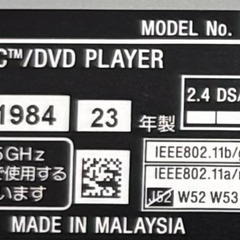 MODEL No.
C™/DVD PLAYER
1984 23 年製
2.4 DS/
5GHz
で使用する
います
IEEE802.11b/
IEEE802.11a/
J52 W52 W53
MADE IN MALAYSIA